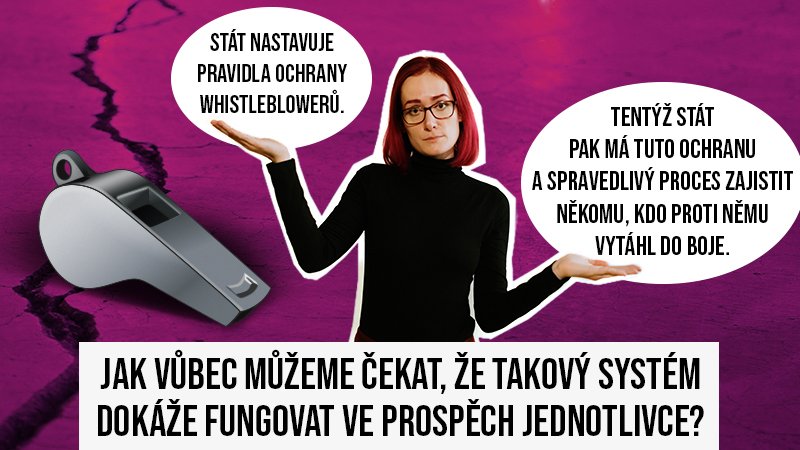 STÁT NASTAVUJE
PRAVIDLA OCHRANY
WHISTLEBLOWERŮ.
TENTÝŽ STÁT
PAK MÁ TUTO OCHRANU
A SPRAVEDLIVÝ PROCES ZAJISTIT
NĚKOMU, KDO PROTI NĚMU
VYTÁHL DO BOJE.
JAK VŮBEC MŮŽEME ČEKAT, ŽE TAKOVÝ SYSTÉM
DOKÁŽE FUNGOVAT VE PROSPĚCH JEDNOTLIVCE?